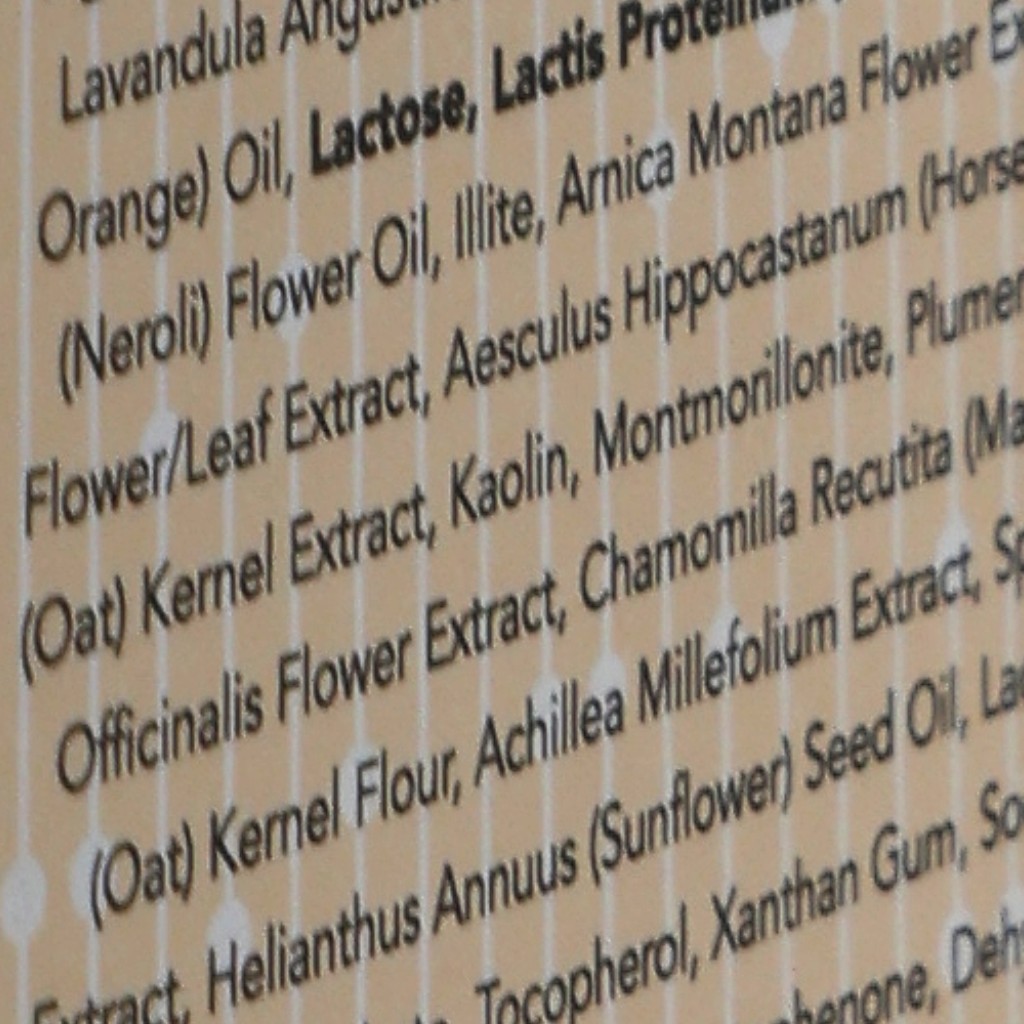 Lavandula
Orange) Oil, Lactose, Lactis
(Neroli) Flower Oil, Illite, Arnica Montana Flower
Flower/Leaf Extract, Aesculus Hippocastanum (Horse
(Oat) Kernel Extract, Kaolin, Montmorillonite,
Officinalis Flower Extract, Chamomilla Recutita
(Oat) Kernel Flour, Achillea Millefolium Extract,
Extract, Helianthus Annuus (Sunflower) Seed Oil,
Tocopherol, Xanthan Gum,